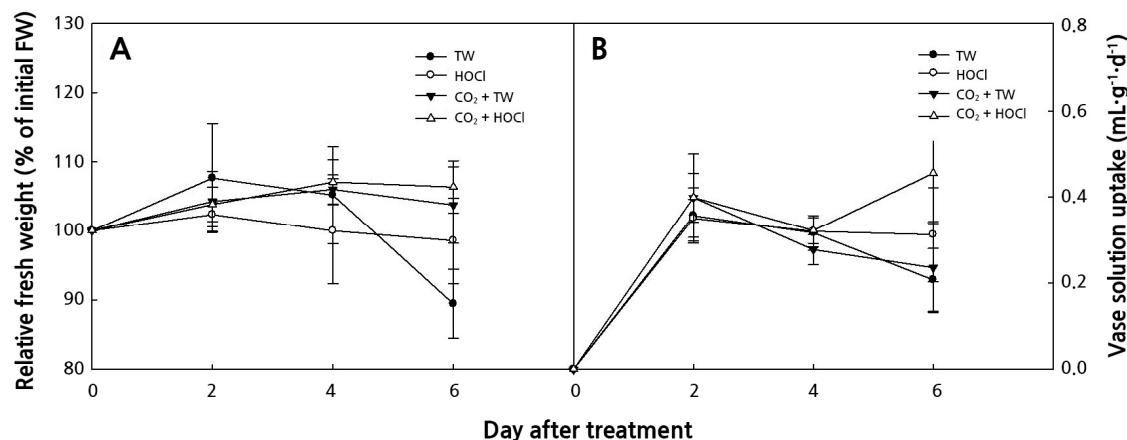 Relative fresh weight (% of initial FW)
130
120
110
100
90
80
A
TW
HOCl
CO₂ + TW
CO₂ + HOCl
0
2
4
6
B
TW
HOCl
CO₂ + TW
CO₂ + HOCl
0
2
4
6
0.8
0.6
0.4
0.2
0.0
Vase solution uptake (mL·g⁻¹·d⁻¹)
Day after treatment